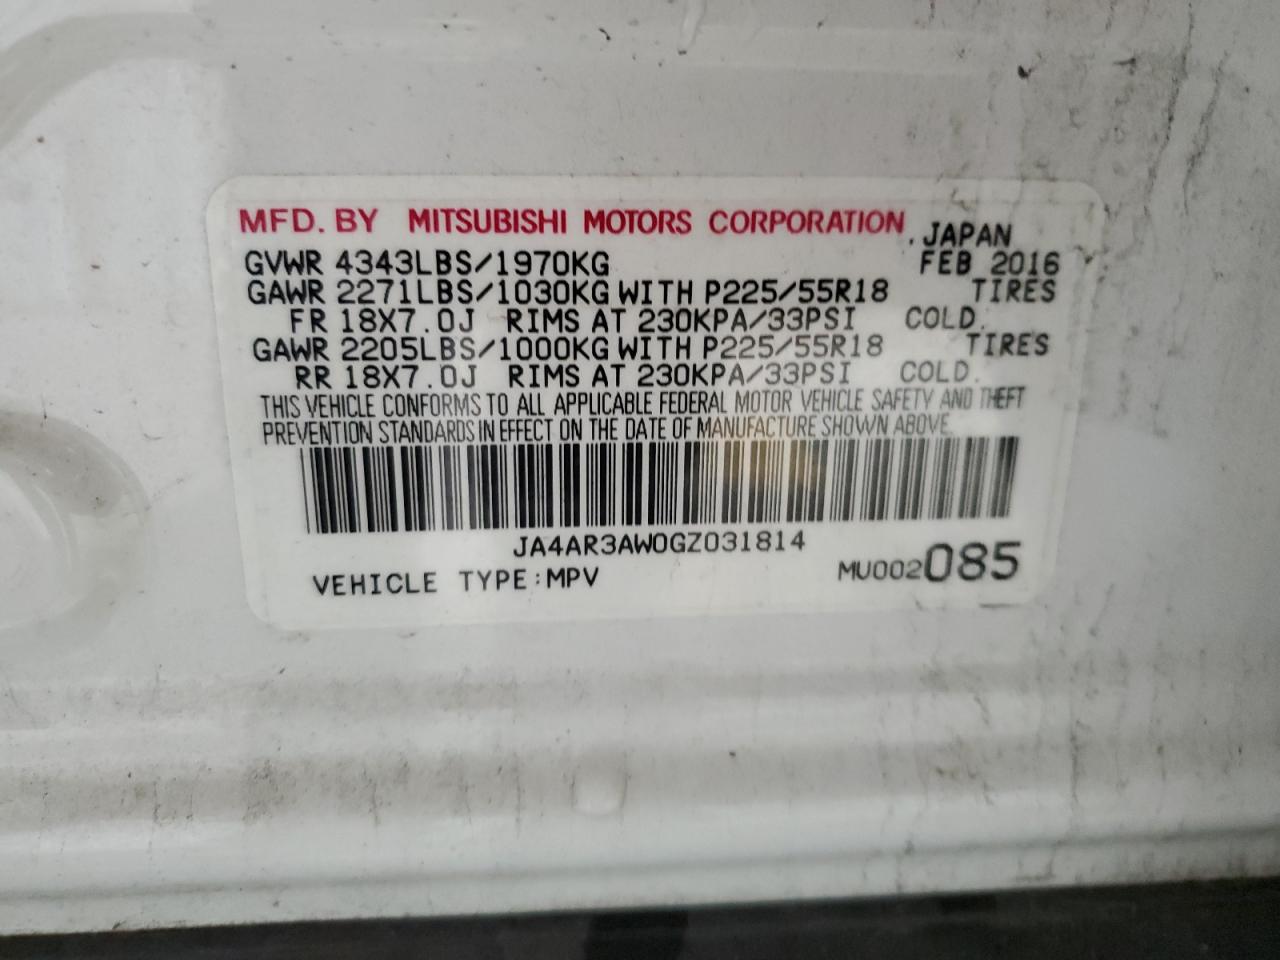 MFD. BY MITSUBISHI MOTORS CORPORATION, JAPAN
GVWR 4343LBS/1970KG FEB 2016
GAWR 2271LBS/1030KG WITH P225/55R18 TIRES
FR 18X7.0J RIMS AT 230KPA/33PSI COLD.
GAWR 2205LBS/1000KG WITH P225/55R18 TIRES
RR 18X7.0J RIMS AT 230KPA/33PSI COLD.
THIS VEHICLE CONFORMS TO ALL APPLICABLE FEDERAL MOTOR VEHICLE SAFETY AND THEFT
PREVENTION STANDARDS IN EFFECT ON THE DATE OF MANUFACTURE SHOWN ABOVE.
JA4AR3AW0GZ031814
VEHICLE TYPE:MPV MU002085